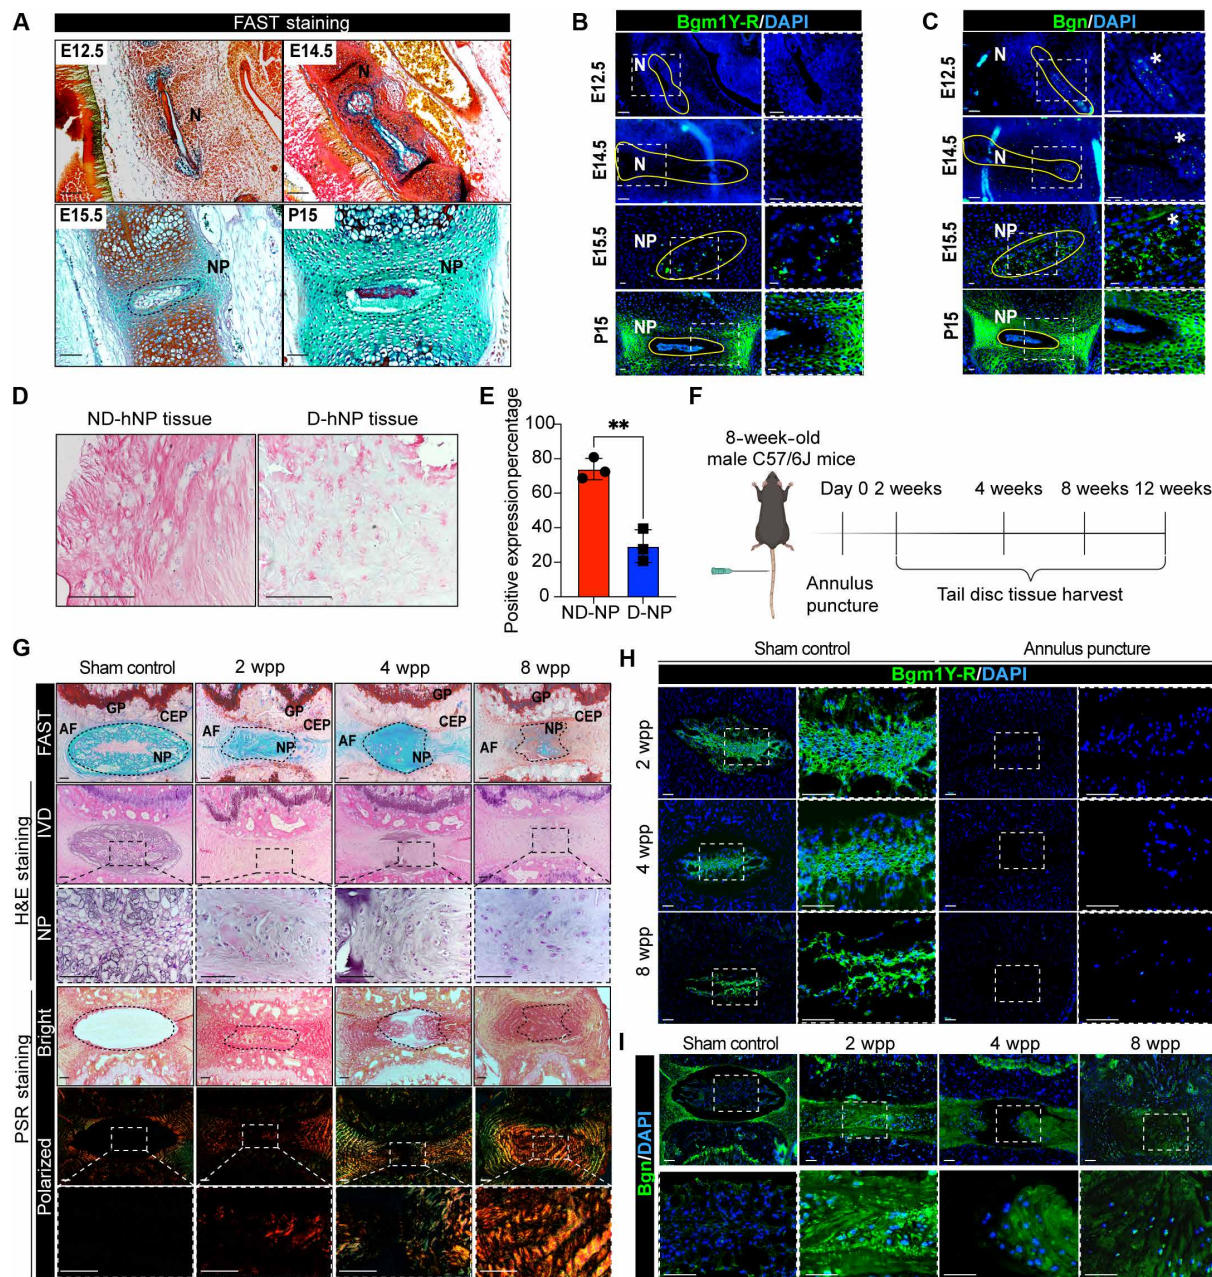 A
FAST staining
E12.5
N
E14.5
N
E15.5
NP
P15
NP
B
Bgm1Y-R/DAPI
E12.5
N
E14.5
N
E15.5
NP
P15
NP
C
Bgn/DAPI
E12.5
N
*
E14.5
N
*
E15.5
NP
*
P15
NP
D
ND-hNP tissue
D-hNP tissue
E
Positive expression percentage
100
80
60
40
20
0
**
ND-NP
D-NP
F
8-week-old
male C57/6J mice
Day 0 2 weeks 4 weeks 8 weeks 12 weeks
Annulus
puncture
Tail disc tissue harvest
G
Sham control
2 wpp
4 wpp
8 wpp
FAST
AF
NP
GP
CEP
AF
NP
GP
CEP
NP
GP
CEP
AF
NP
H&E staining
IVD
NP
PSR staining
Bright
Polarized
H
Sham control
Annulus puncture
Bgm1Y-R/DAPI
2 wpp
4 wpp
8 wpp
I
Sham control
2 wpp
4 wpp
8 wpp
Bgn/DAPI